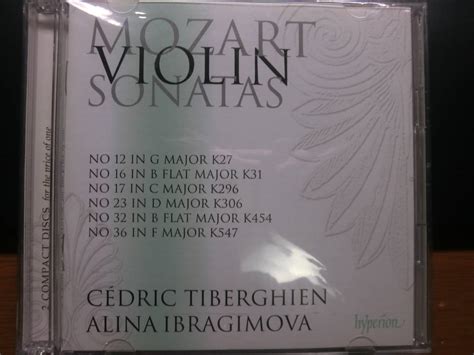 MOZART
VIOLIN
SONATAS
NO 12 IN G MAJOR K27
NO 16 IN B FLAT MAJOR K31
NO 17 IN C MAJOR K296
NO 23 IN D MAJOR K306
NO 32 IN B FLAT MAJOR K454
NO 36 IN F MAJOR K547
CÉDRIC TIBERGHIEN
ALINA IBRAGIMOVA
hyperion
2 COMPACT DISCS for the price of one